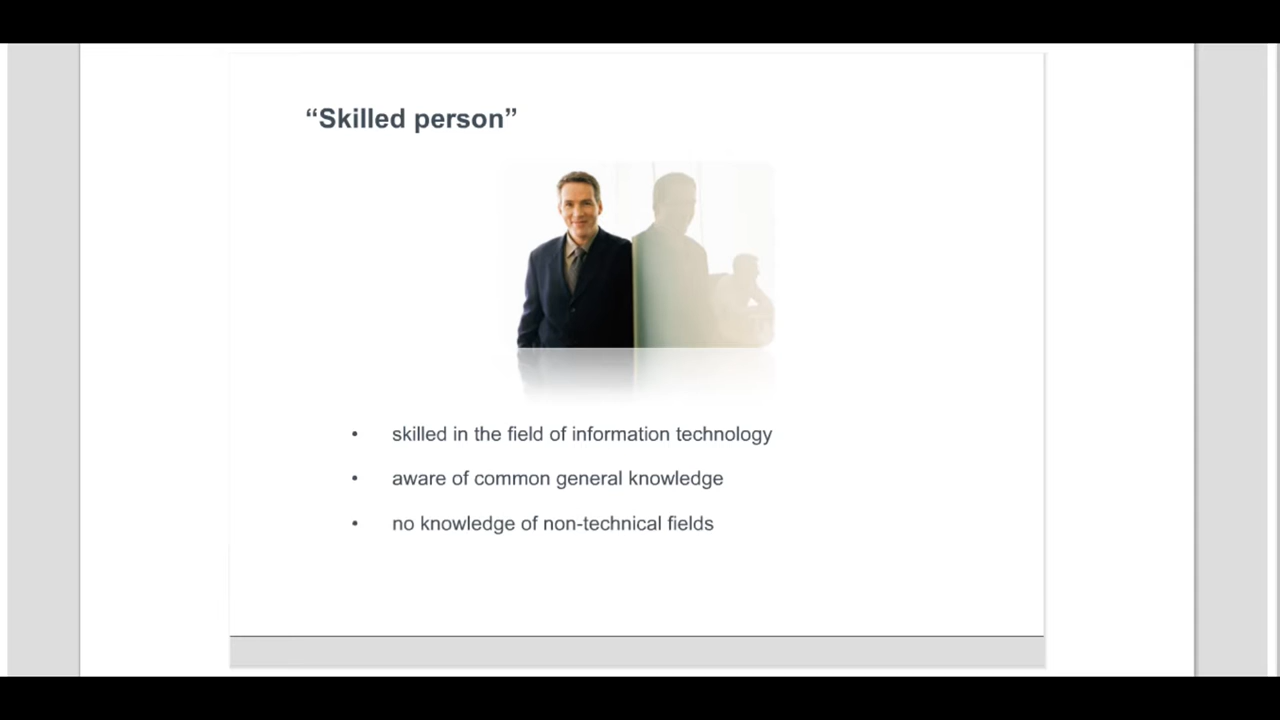 “Skilled person”
• skilled in the field of information technology
• aware of common general knowledge
• no knowledge of non-technical fields